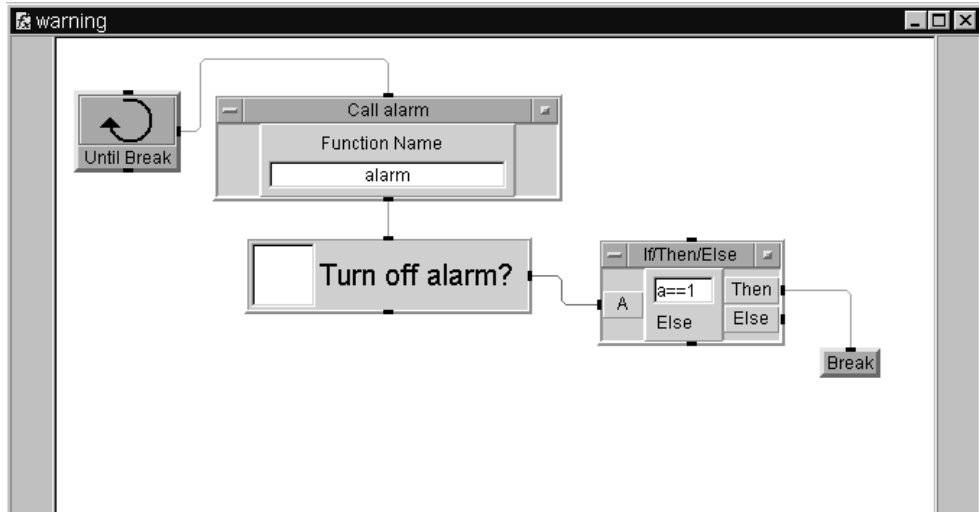 warning
Call alarm
Function Name
alarm
Until Break
Turn off alarm?
If/Then/Else
A
a==1
Then
Else
Else
Break